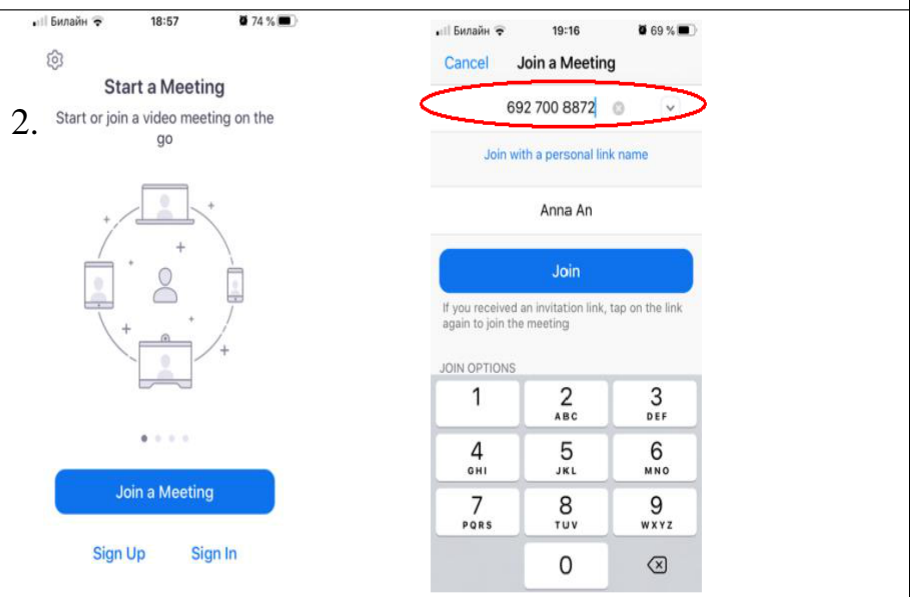 Билайн 18:57 74 %
Start a Meeting
2.
Start or join a video meeting on the
go
Join a Meeting
Sign Up Sign In
Билайн 19:16 69 %
Cancel Join a Meeting
692 700 8872
Join with a personal link name
Anna An
Join
If you received an invitation link, tap on the link
again to join the meeting
JOIN OPTIONS
1 2 3
ABC DEF
4 5 6
GHI JKL MNO
7 8 9
PQRS TUV WXYZ
0